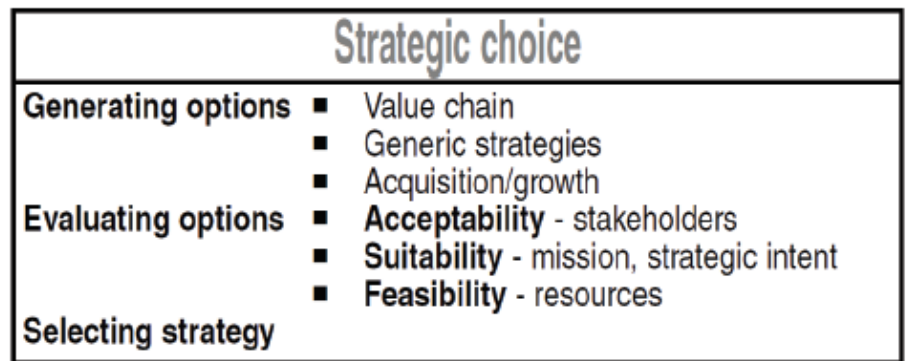 Strategic choice
Generating options ■ Value chain
■ Generic strategies
■ Acquisition/growth
Evaluating options ■ Acceptability - stakeholders
■ Suitability - mission, strategic intent
■ Feasibility - resources
Selecting strategy